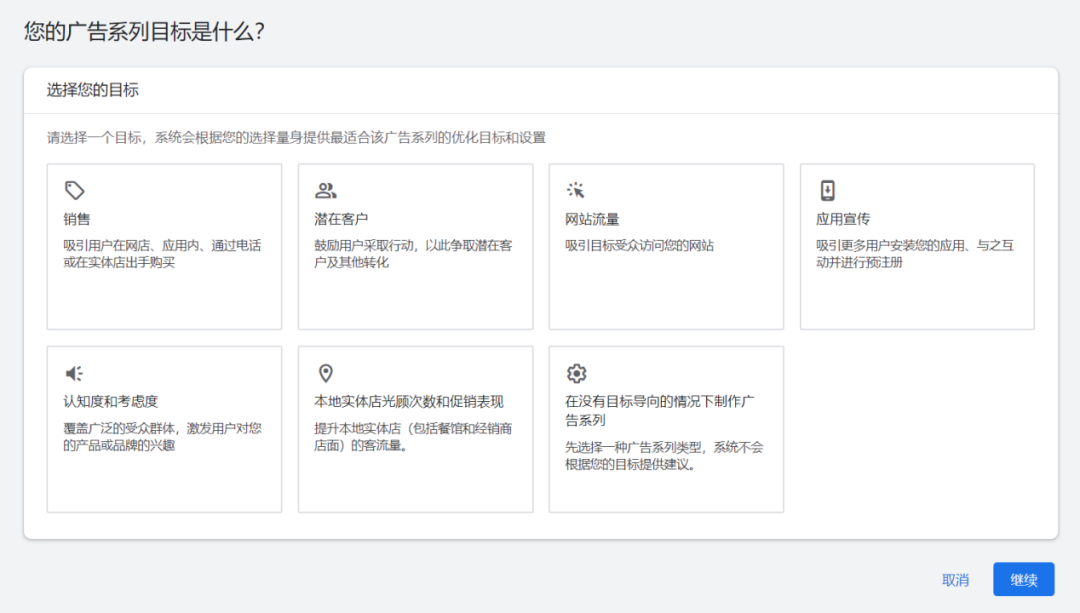 您的广告系列目标是什么?
选择您的目标
请选择一个目标，系统会根据您的选择量身提供最适合该广告系列的优化目标和设置
销售
吸引用户在网店、应用内、通过电话
或在实体店出手购买
潜在客户
鼓励用户采取行动，以此争取潜在客
户及其他转化
网站流量
吸引目标受众访问您的网站
应用宣传
吸引更多用户安装您的应用、与之互
动并进行预注册
认知度和考虑度
覆盖广泛的受众群体，激发用户对您
的产品或品牌的兴趣
本地实体店光顾次数和促销表现
提升本地实体店（包括餐馆和经销商
店面）的客流量。
在没有目标导向的情况下制作广
告系列
先选择一种广告系列类型，系统不会
根据您的目标提供建议。
取消
继续